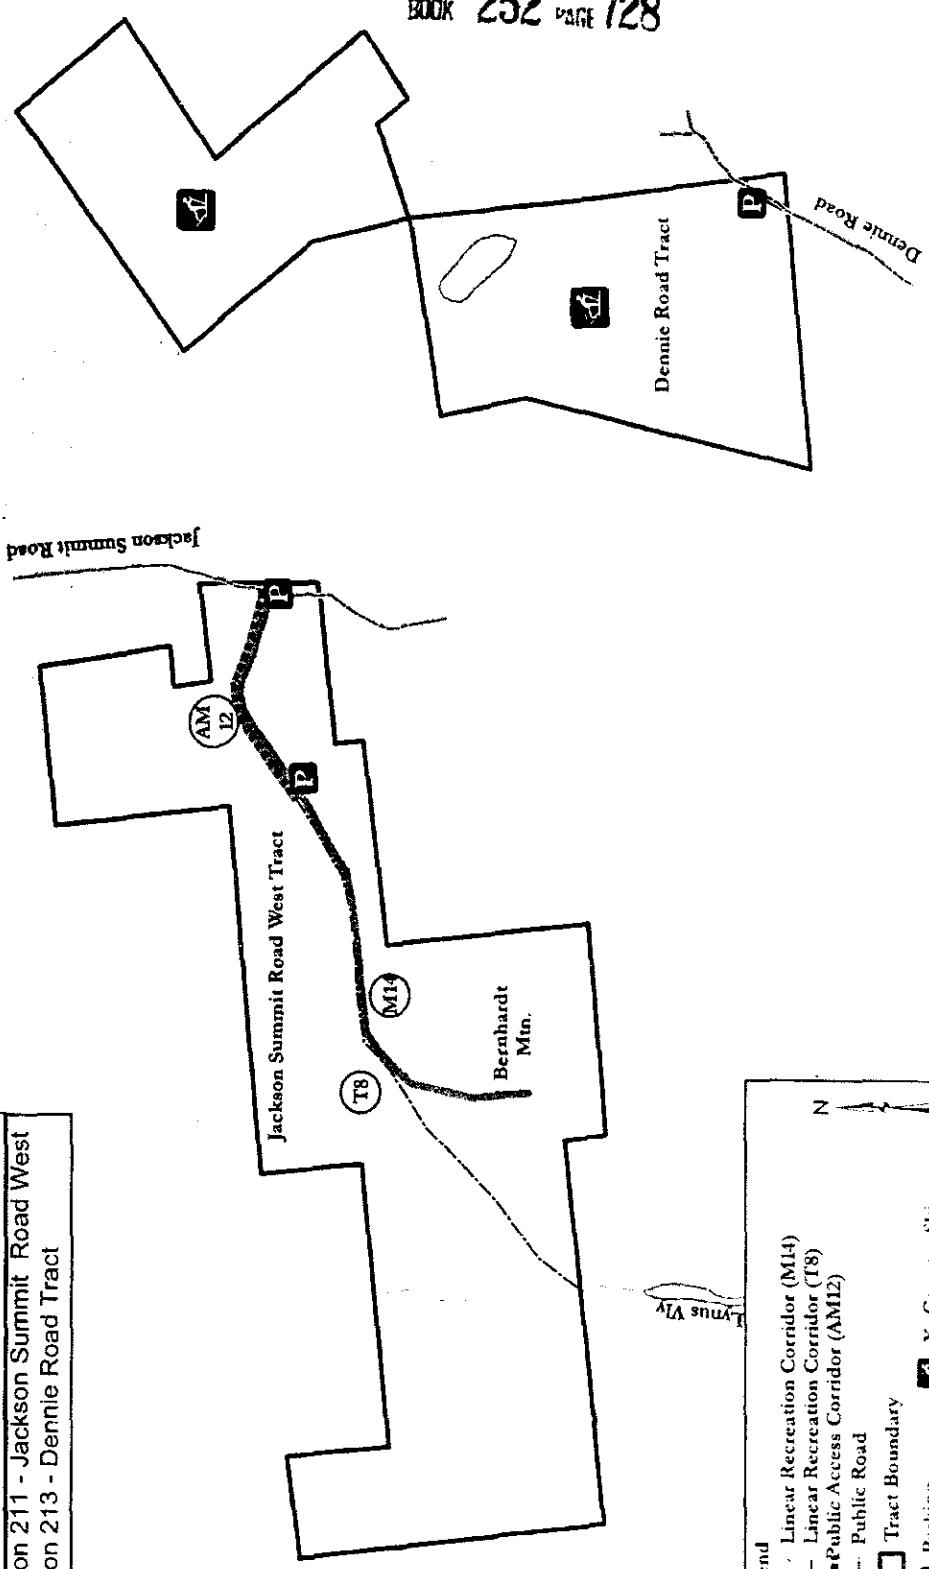 BOOK 252 PAGE 728
on 211 - Jackson Summit Road West
on 213 - Dennie Road Tract
Jackson Summit Road
AM
12
P
P
Jackson Summit Road West Tract
M14
T8
Bernhardt
Mtn.
Lynus Vly
Dennie Road Tract
P
Dennie Road
N
end
Linear Recreation Corridor (M14)
Linear Recreation Corridor (T8)
Public Access Corridor (AM12)
Public Road
Tract Boundary